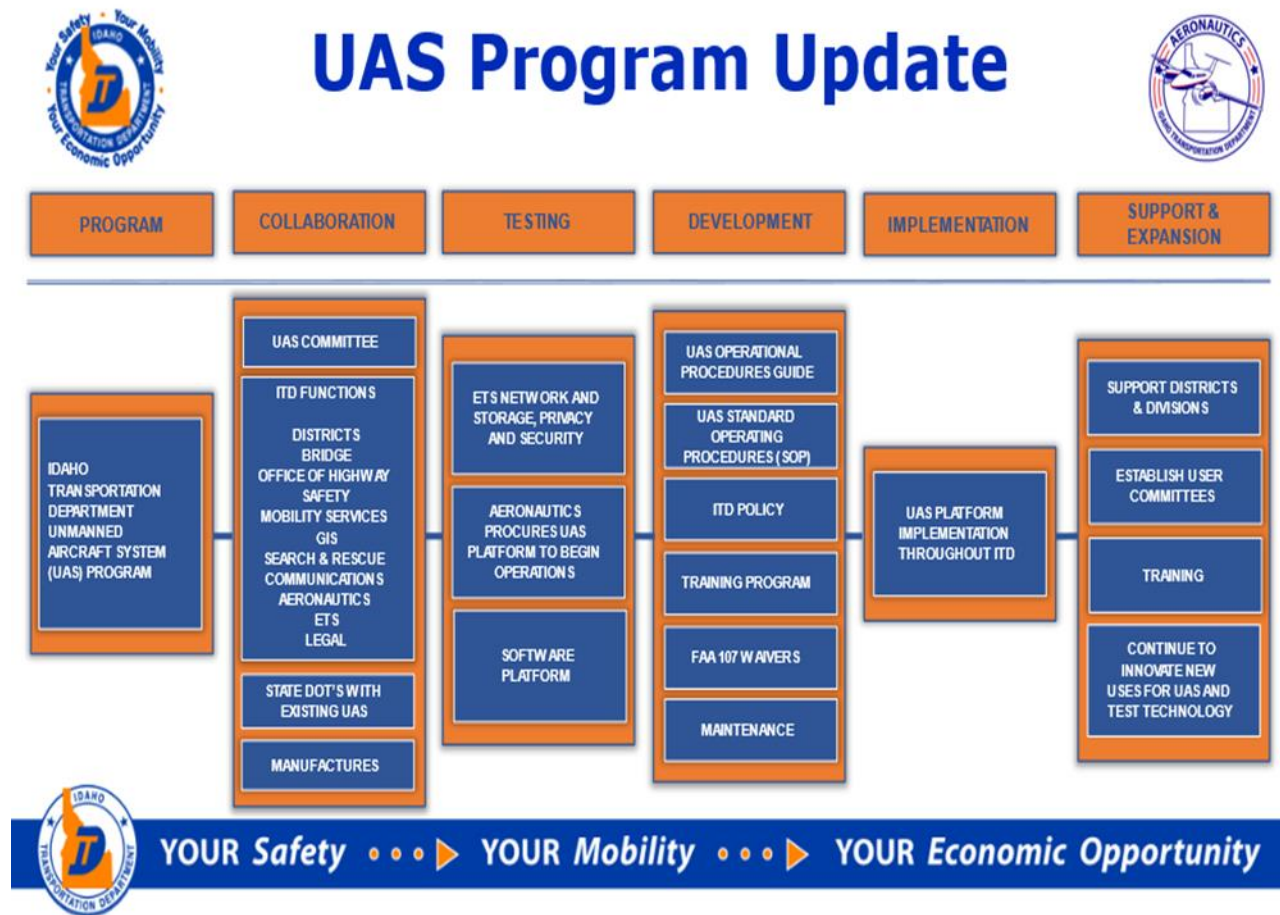 Your Safety · Your Mobility ·
Your Economic Opportunity ·
IDAHO
TRANSPORTATION DEPARTMENT
UAS Program Update
AERONAUTICS
IDAHO TRANSPORTATION DEPARTMENT
PROGRAM
COLLABORATION
TESTING
DEVELOPMENT
IMPLEMENTATION
SUPPORT &
EXPANSION
IDAHO
TRANSPORTATION
DEPARTMENT
UNMANNED
AIRCRAFT SYSTEM
(UAS) PROGRAM
UAS COMMITTEE
ITD FUNCTIONS
DISTRICTS
BRIDGE
OFFICE OF HIGHWAY
SAFETY
MOBILITY SERVICES
GIS
SEARCH & RESCUE
COMMUNICATIONS
AERONAUTICS
ETS
LEGAL
STATE DOT'S WITH
EXISTING UAS
MANUFACTURES
ETS NETWORK AND
STORAGE, PRIVACY
AND SECURITY
AERONAUTICS
PROCURES UAS
PLATFORM TO BEGIN
OPERATIONS
SOFTWARE
PLATFORM
UAS OPERATIONAL
PROCEDURES GUIDE
UAS STANDARD
OPERATING
PROCEDURES (SOP)
ITD POLICY
TRAINING PROGRAM
FAA 107 WAIVERS
MAINTENANCE
UAS PLATFORM
IMPLEMENTATION
THROUGHOUT ITD
SUPPORT DISTRICTS
& DIVISIONS
ESTABLISH USER
COMMITTEES
TRAINING
CONTINUE TO
INNOVATE NEW
USES FOR UAS AND
TEST TECHNOLOGY
IDAHO
TRANSPORTATION DEPARTMENT
YOUR Safety • • • ▶ YOUR Mobility • • • ▶ YOUR Economic Opportunity